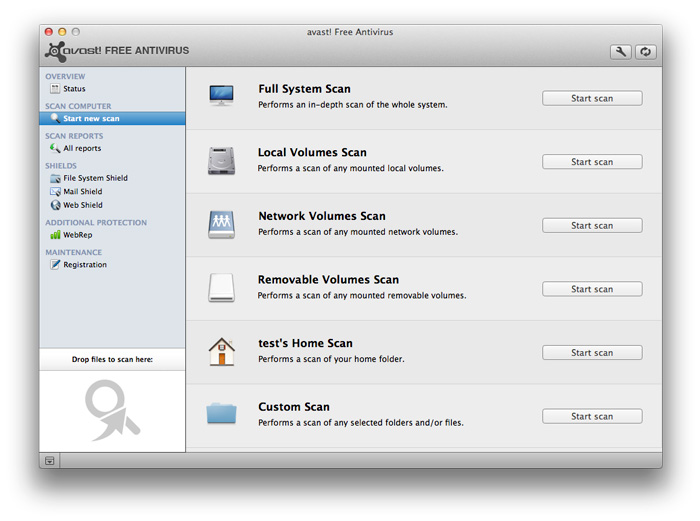 avast! Free Antivirus
avast! FREE ANTIVIRUS
OVERVIEW
Status
SCAN COMPUTER
Start new scan
SCAN REPORTS
All reports
SHIELDS
File System Shield
Mail Shield
Web Shield
ADDITIONAL PROTECTION
WebRep
MAINTENANCE
Registration
Drop files to scan here:
Full System Scan
Performs an in-depth scan of the whole system.
Start scan
Local Volumes Scan
Performs a scan of any mounted local volumes.
Start scan
Network Volumes Scan
Performs a scan of any mounted network volumes.
Start scan
Removable Volumes Scan
Performs a scan of any mounted removable volumes.
Start scan
test's Home Scan
Performs a scan of your home folder.
Start scan
Custom Scan
Performs a scan of any selected folders and/or files.
Start scan